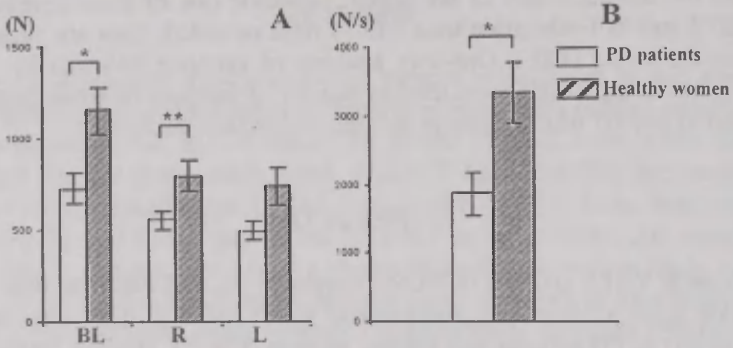 (N)
A
1500
1000
500
0
*
**
BL
R
L
(N/s)
B
4000
3000
2000
1000
0
*
PD patients
Healthy women